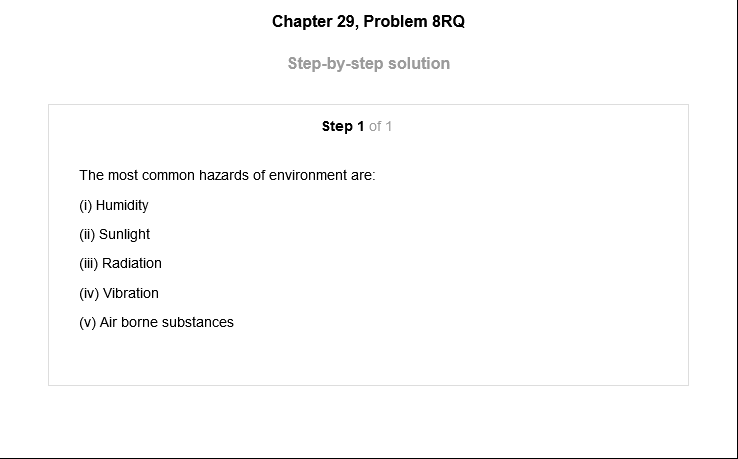 Chapter 29, Problem 8RQ
Step-by-step solution
Step 1 of 1
The most common hazards of environment are:
(i) Humidity
(ii) Sunlight
(iii) Radiation
(iv) Vibration
(v) Air borne substances